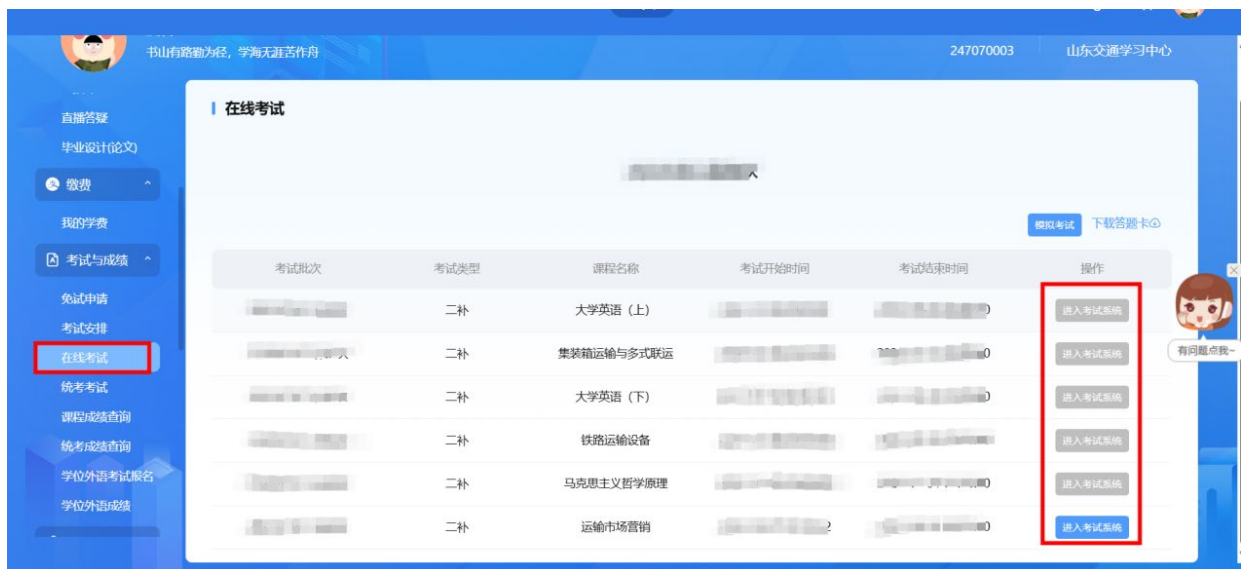 书山有路勤为径，学海无涯苦作舟
247070003
山东交通学习中心
直播答疑
毕业设计(论文)
缴费
我的学费
考试与成绩
免试申请
考试安排
在线考试
统考考试
课程成绩查询
统考成绩查询
学位外语考试报名
学位外语成绩
在线考试
模拟考试 下载答题卡
考试批次 考试类型 课程名称 考试开始时间 考试结束时间 操作
二补 大学英语（上） 进入考试系统
二补 集装箱运输与多式联运 进入考试系统
二补 大学英语（下） 进入考试系统
二补 铁路运输设备 进入考试系统
二补 马克思主义哲学原理 进入考试系统
二补 运输市场营销 进入考试系统
有问题点我~